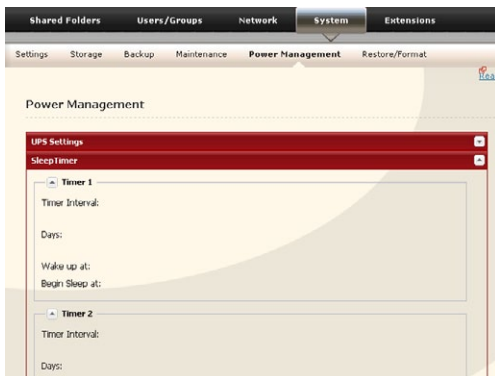 Shared Folders Users/Groups Network System Extensions
Settings Storage Backup Maintenance Power Management Restore/Format
Power Management
UPS Settings
SleepTimer
Timer 1
Timer Interval:
Days:
Wake up at:
Begin Sleep at:
Timer 2
Timer Interval:
Days: